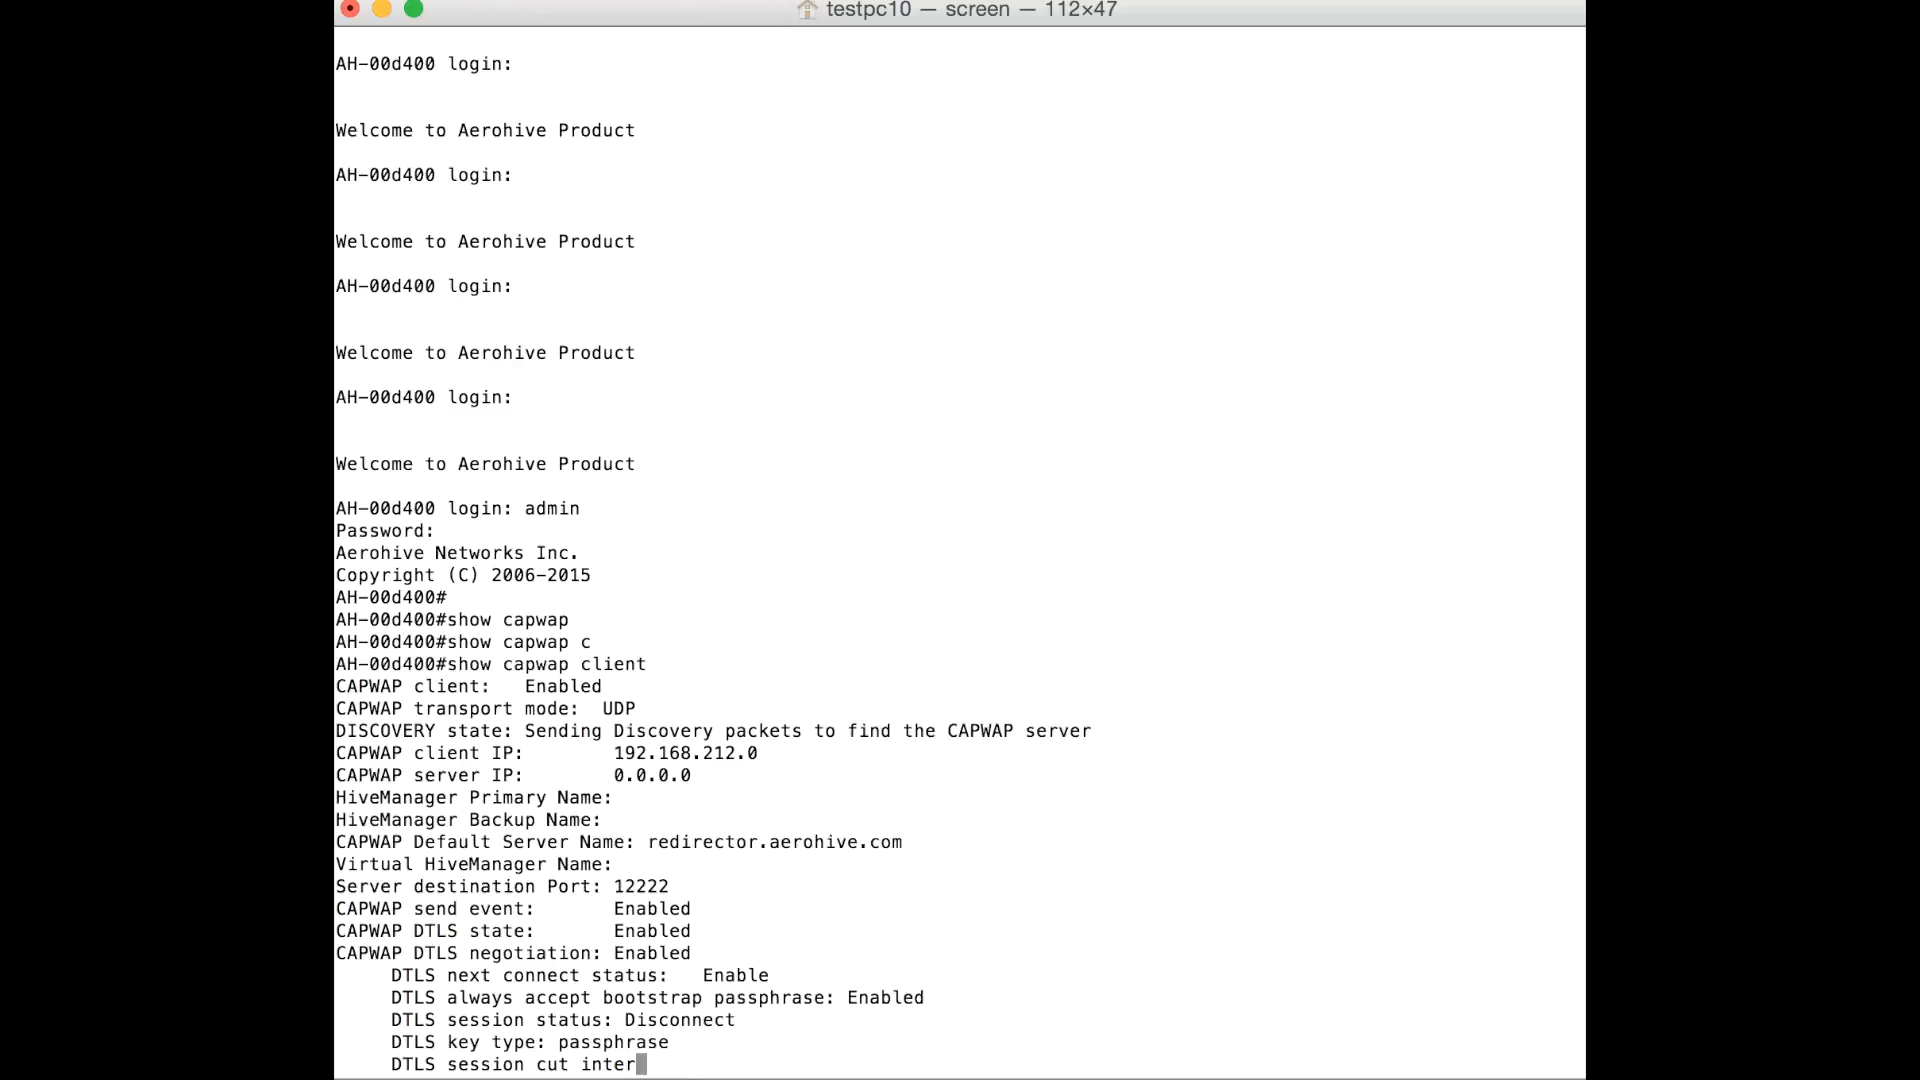 testpc10 — screen — 112×47
AH-00d400 login:
Welcome to Aerohive Product
AH-00d400 login:
Welcome to Aerohive Product
AH-00d400 login:
Welcome to Aerohive Product
AH-00d400 login:
Welcome to Aerohive Product
AH-00d400 login: admin
Password:
Aerohive Networks Inc.
Copyright (C) 2006-2015
AH-00d400#
AH-00d400#show capwap
AH-00d400#show capwap c
AH-00d400#show capwap client
CAPWAP client:   Enabled
CAPWAP transport mode:  UDP
DISCOVERY state: Sending Discovery packets to find the CAPWAP server
CAPWAP client IP:        192.168.212.0
CAPWAP server IP:        0.0.0.0
HiveManager Primary Name:
HiveManager Backup Name:
CAPWAP Default Server Name: redirector.aerohive.com
Virtual HiveManager Name:
Server destination Port: 12222
CAPWAP send event:       Enabled
CAPWAP DTLS state:       Enabled
CAPWAP DTLS negotiation: Enabled
     DTLS next connect status:   Enable
     DTLS always accept bootstrap passphrase: Enabled
     DTLS session status: Disconnect
     DTLS key type: passphrase
     DTLS session cut inter